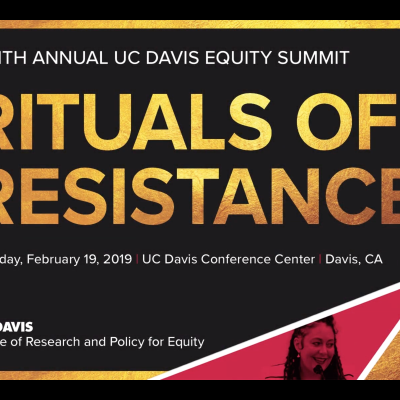 TH ANNUAL UC DAVIS EQUITY SUMMIT
RITUALS OF
RESISTANCE
day, February 19, 2019 | UC Davis Conference Center | Davis, CA
DAVIS
e of Research and Policy for Equity